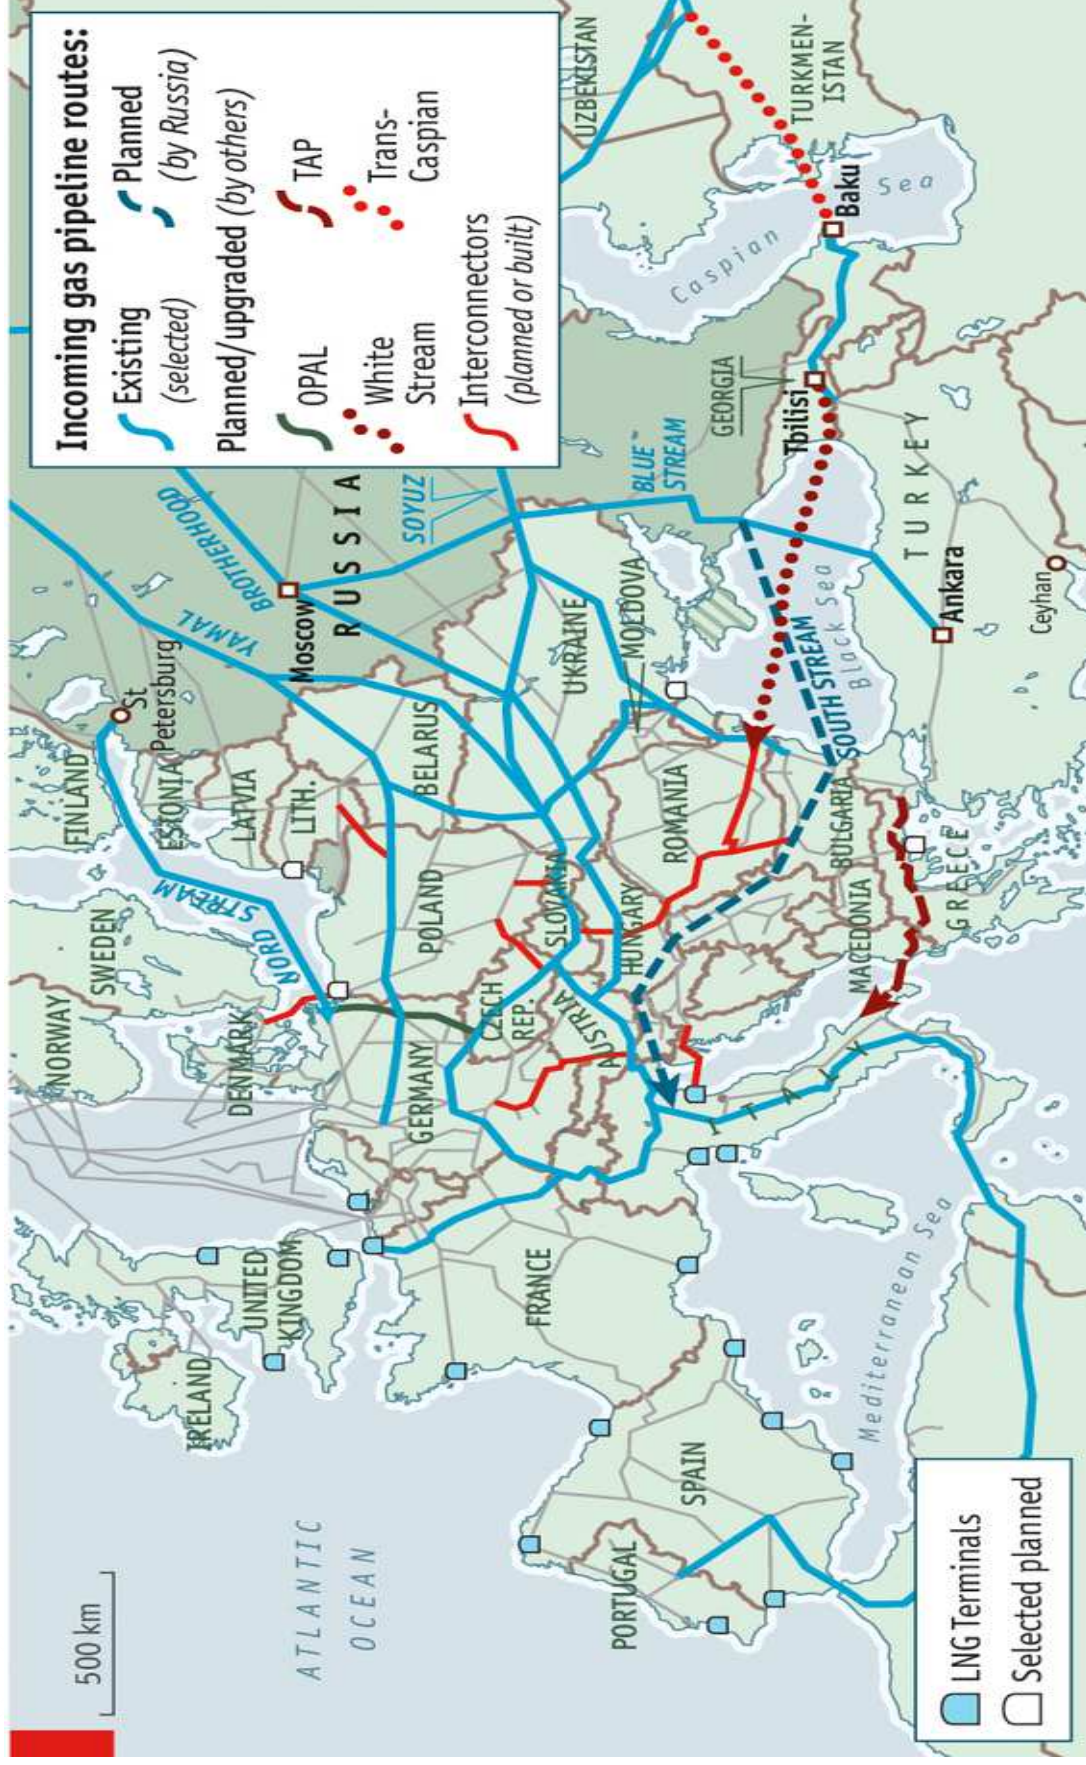 500 km
Incoming gas pipeline routes:
Existing
(selected)
Planned
(by Russia)
Planned/upgraded (by others)
OPAL
TAP
White
Stream
Trans-
Caspian
Interconnectors
(planned or built)
NORWAY
SWEDEN
FINLAND
St
Petersburg
ESTONIA
LATVIA
LITH.
DENMARK
NORD
STREAM
YAMAL
BROTHERHOOD
Moscow
RUSSIA
SOYUZ
IRELAND
UNITED
KINGDOM
ATLANTIC
OCEAN
GERMANY
POLAND
BELARUS
CZECH
REP.
SLOVAKIA
UKRAINE
FRANCE
AUSTRIA
HUNGARY
MOLDOVA
BLUE
STREAM
UZBEKISTAN
PORTUGAL
SPAIN
ITALY
ROMANIA
Caspian
Sea
GEORGIA
Tbilisi
Baku
TURKMEN-
ISTAN
MACEDONIA
BULGARIA
SOUTH STREAM
Black Sea
Mediterranean Sea
GREECE
Ankara
TURKEY
Ceyhan
LNG Terminals
Selected planned